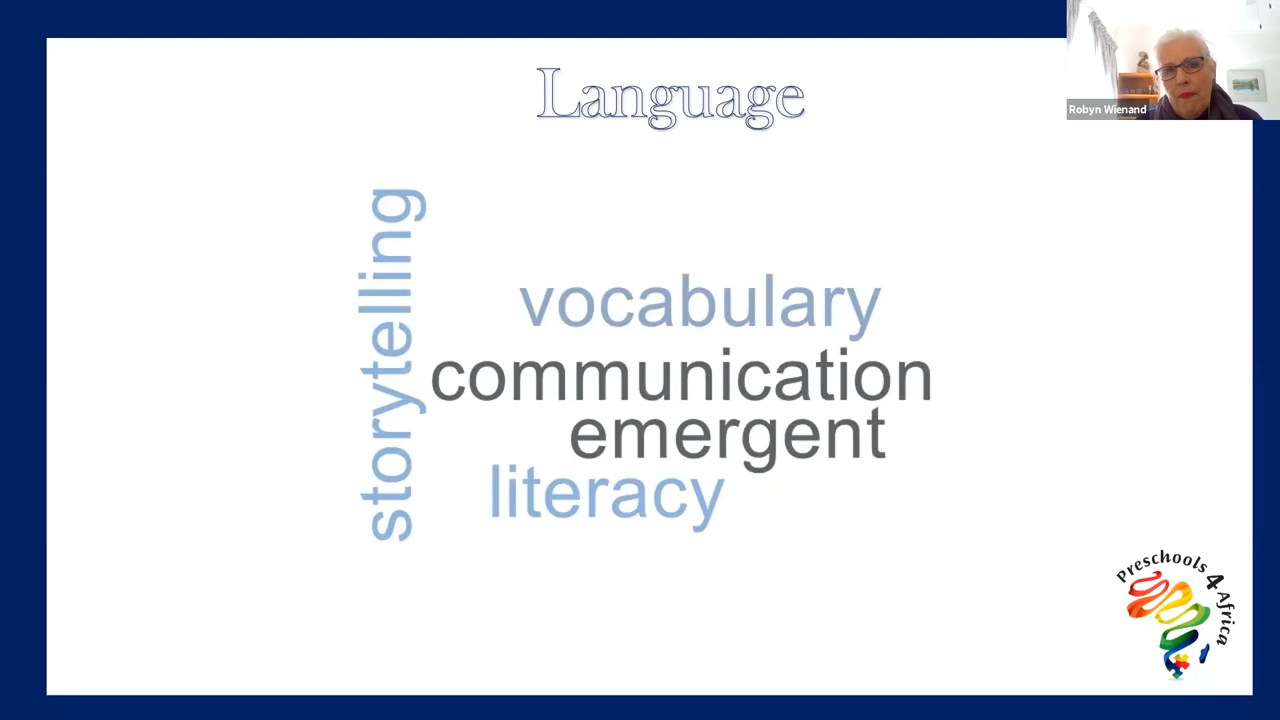 Language
Robyn Wienand
storytelling
vocabulary
communication
emergent
literacy
Preschools 4 Africa